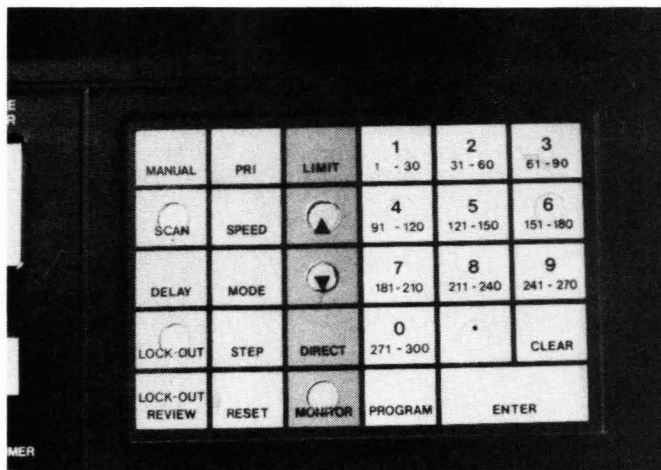 E
R
MANUAL PRI LIMIT 1 2 3
1 - 30 31 - 60 61 - 90
SCAN SPEED ▲ 4 5 6
91 - 120 121 - 150 151 - 180
DELAY MODE ▼ 7 8 9
181 - 210 211 - 240 241 - 270
LOCK-OUT STEP DIRECT 0 . CLEAR
271 - 300
LOCK-OUT
REVIEW RESET MONITOR PROGRAM ENTER
MER